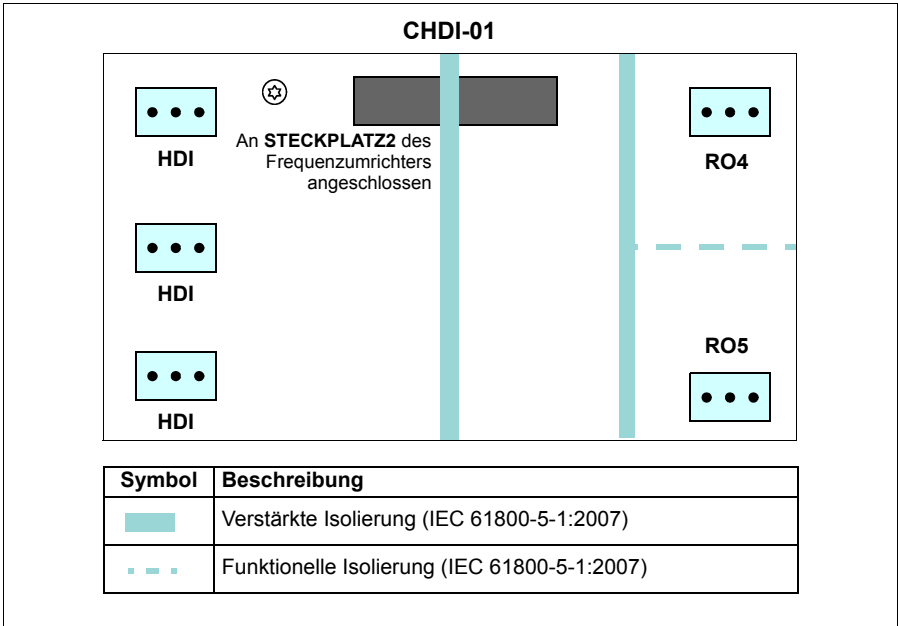 CHDI-01
HDI
An STECKPLATZ2 des
Frequenzumrichters
angeschlossen
RO4
HDI
RO5
HDI
Symbol Beschreibung
Verstärkte Isolierung (IEC 61800-5-1:2007)
Funktionelle Isolierung (IEC 61800-5-1:2007)